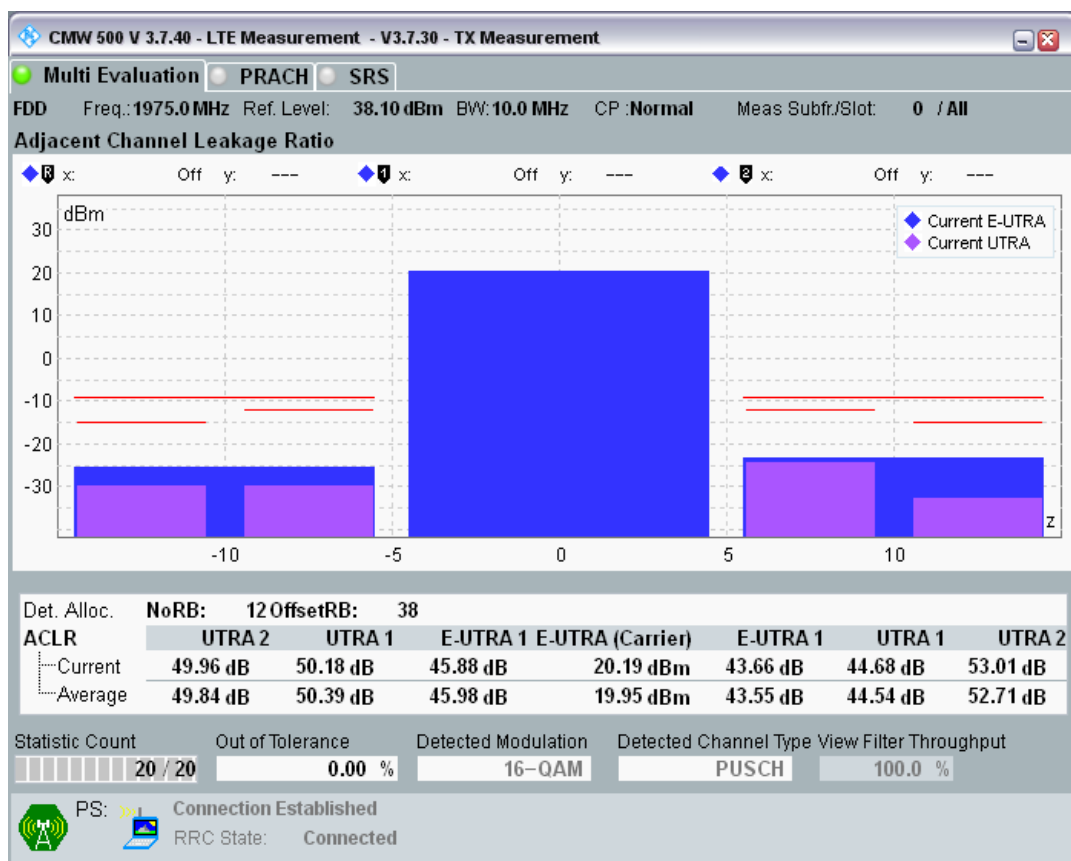 CMW 500 V 3.7.40 - LTE Measurement - V3.7.30 - TX Measurement
Multi Evaluation PRACH SRS
FDD Freq.: 1975.0 MHz Ref. Level: 38.10 dBm BW: 10.0 MHz CP :Normal Meas Subfr./Slot: 0 / All
Adjacent Channel Leakage Ratio
R x: Off y: --- 1 x: Off y: --- 2 x: Off y: ---
dBm
Current E-UTRA
Current UTRA
30
20
10
0
-10
-20
-30
z
-10 -5 0 5 10
Det. Alloc. NoRB: 12 OffsetRB: 38
ACLR UTRA 2 UTRA 1 E-UTRA 1 E-UTRA (Carrier) E-UTRA 1 UTRA 1 UTRA 2
Current 49.96 dB 50.18 dB 45.88 dB 20.19 dBm 43.66 dB 44.68 dB 53.01 dB
Average 49.84 dB 50.39 dB 45.98 dB 19.95 dBm 43.55 dB 44.54 dB 52.71 dB
Statistic Count Out of Tolerance Detected Modulation Detected Channel Type View Filter Throughput
20 / 20 0.00 % 16-QAM PUSCH 100.0 %
PS: Connection Established
RRC State: Connected